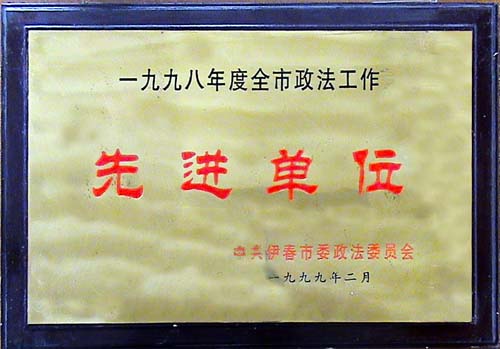 一九九八年度全市政法工作
先进单位
中共伊春市委政法委员会
一九九九年二月